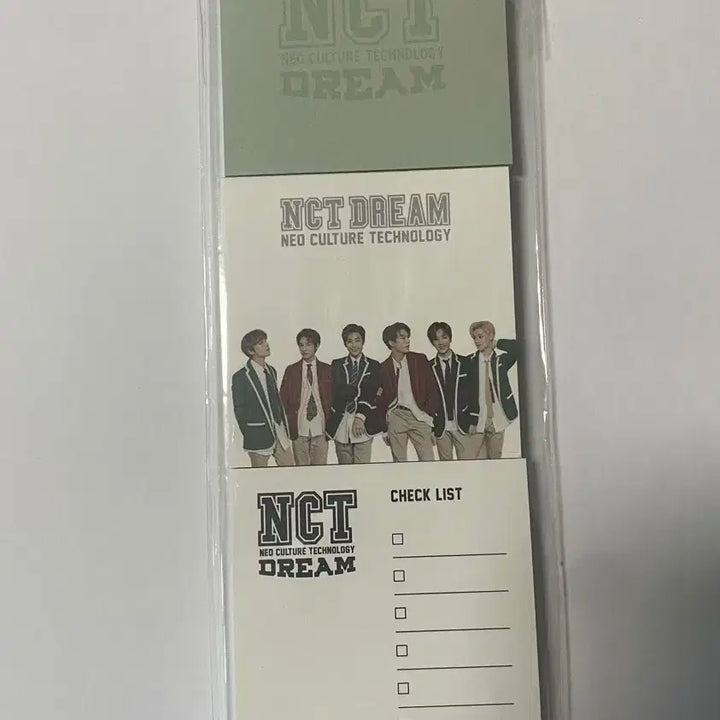 NCT
NEO CULTURE TECHNOLOGY
DREAM
NCT DREAM
NEO CULTURE TECHNOLOGY
NCT
NEO CULTURE TECHNOLOGY
DREAM
CHECK LIST